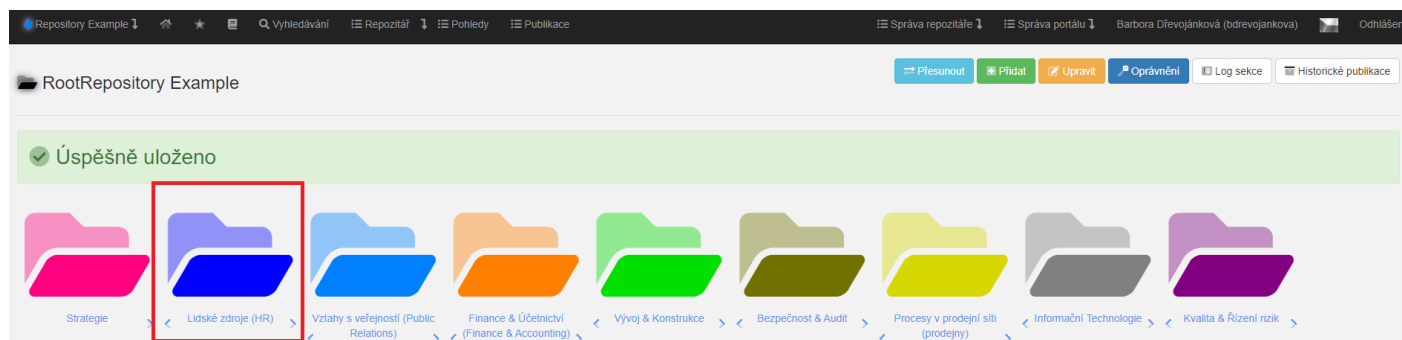 Repository Example Vyhledávání Repozitář Pohledy Publikace Správa repozitáře Správa portálu Barbora Dřevojánková (bdrevojankova) Odhlášen
RootRepository Example
Přesunout Přidat Upravit Oprávnění Log sekce Historické publikace
Úspěšně uloženo
Strategie
Lidské zdroje (HR)
Vztahy s veřejností (Public
Relations)
Finance & Účetnictví
(Finance & Accounting)
Vývoj & Konstrukce
Bezpečnost & Audit
Procesy v prodejní síti
(prodejny)
Informační Technologie
Kvalita & Řízení rizik